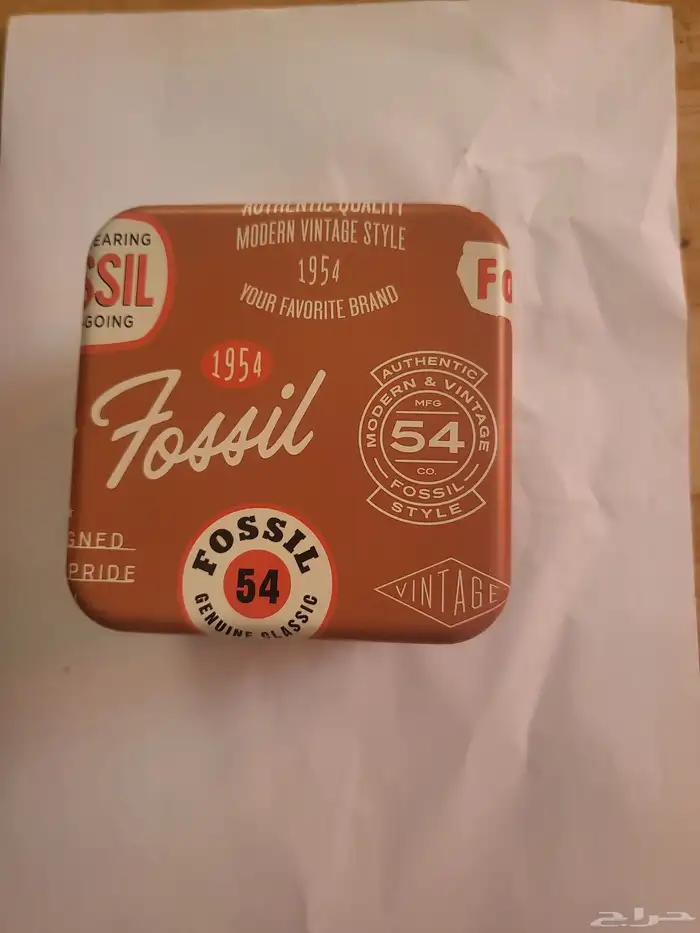 EARING
SSIL
GOING
AUTHENTIC QUALITY
MODERN VINTAGE STYLE
1954
YOUR FAVORITE BRAND
Fo
1954
Fossil
AUTHENTIC
MODERN & VINTAGE
MFG
54
CO.
FOSSIL
STYLE
GNED
PRIDE
FOSSIL
54
GENUINE CLASSIC
VINTAGE
حراج